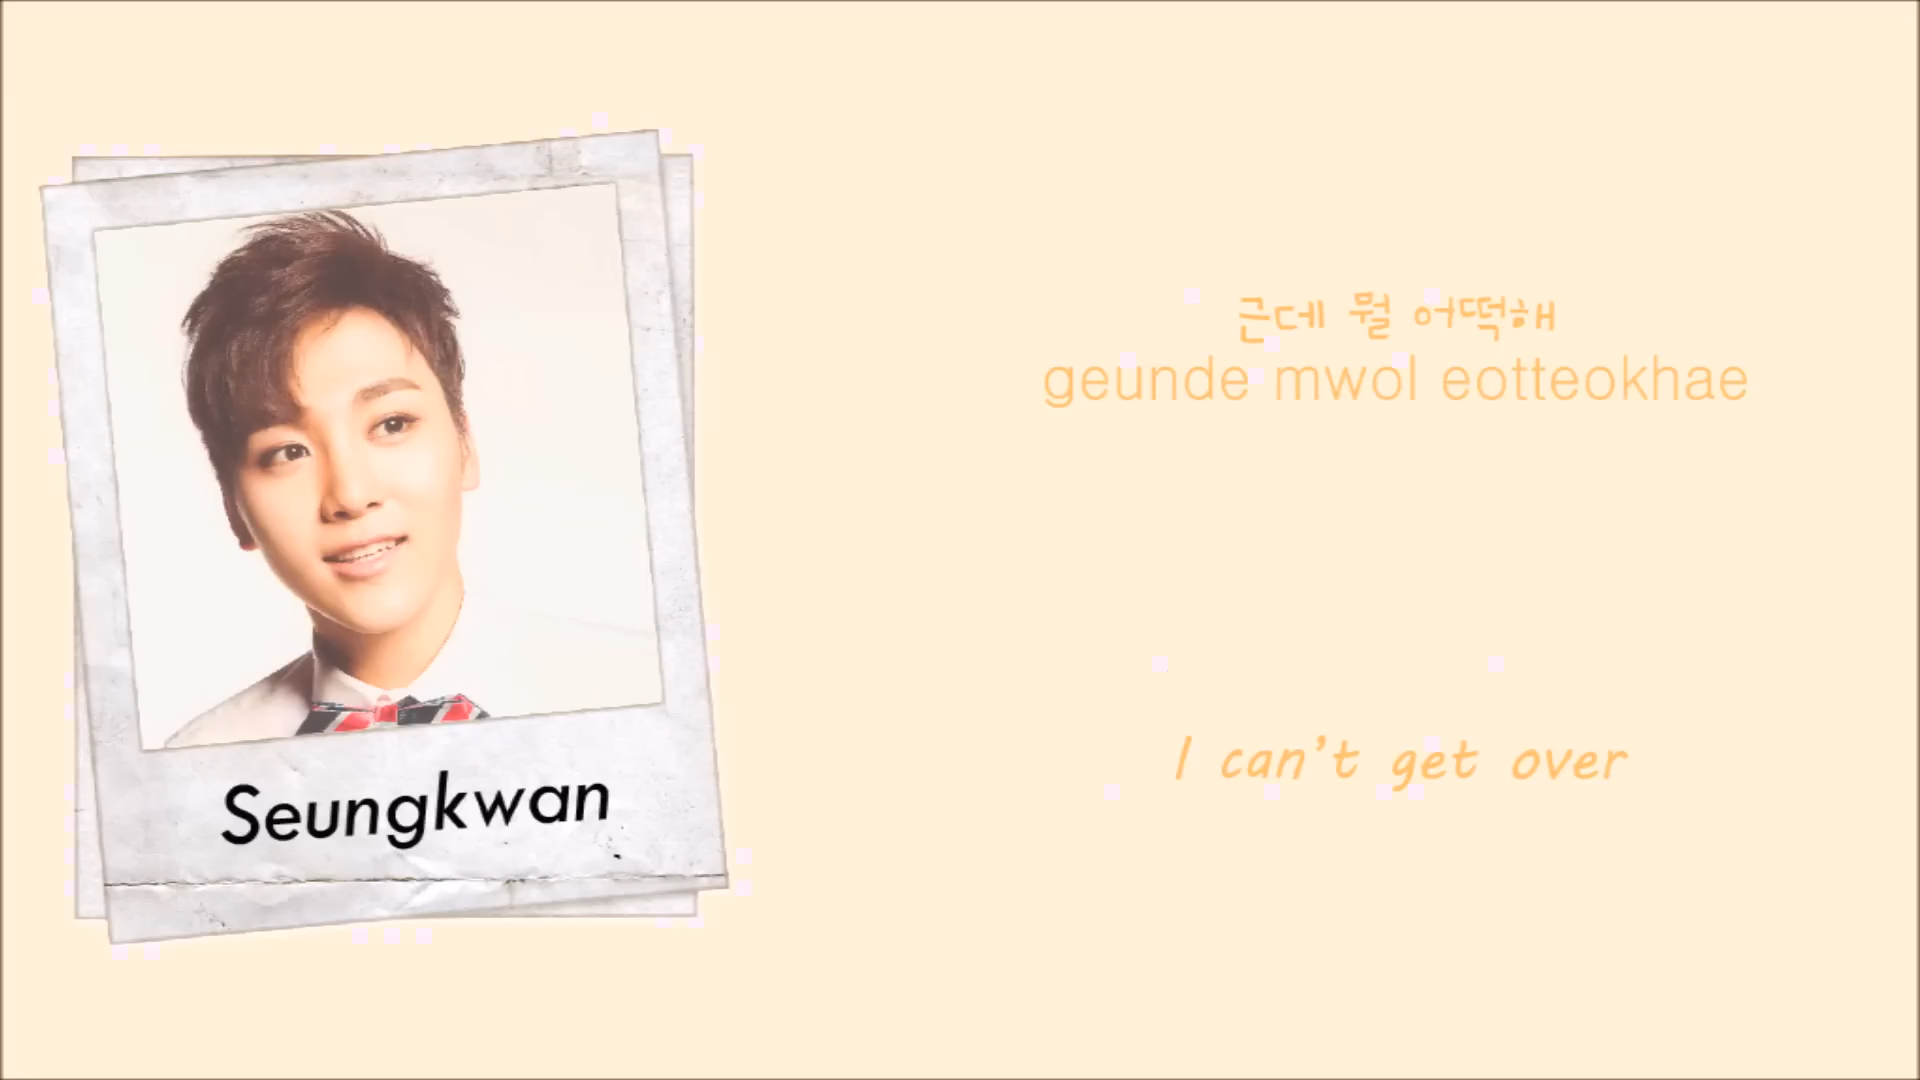 Seungkwan
근데 뭘 어떡해
geunde mwol eotteokhae
I can't get over